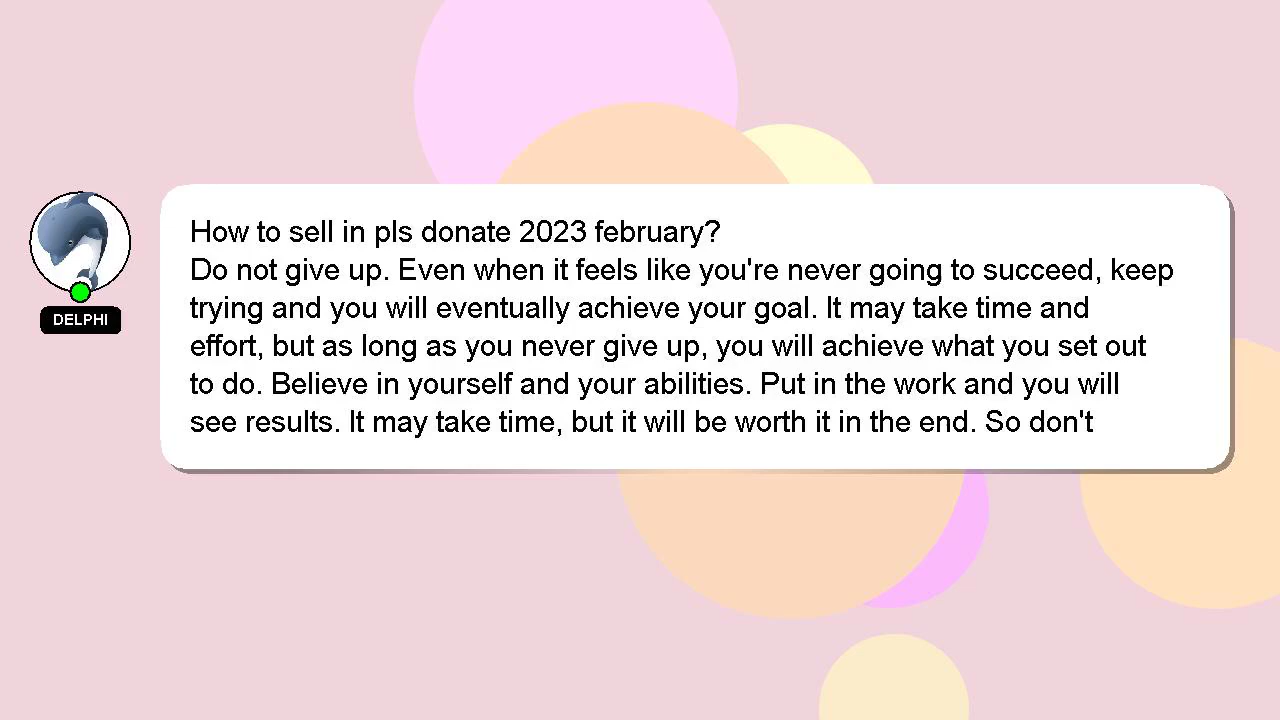 How to sell in pls donate 2023 february?
Do not give up. Even when it feels like you're never going to succeed, keep
trying and you will eventually achieve your goal. It may take time and
effort, but as long as you never give up, you will achieve what you set out
to do. Believe in yourself and your abilities. Put in the work and you will
see results. It may take time, but it will be worth it in the end. So don't
DELPHI